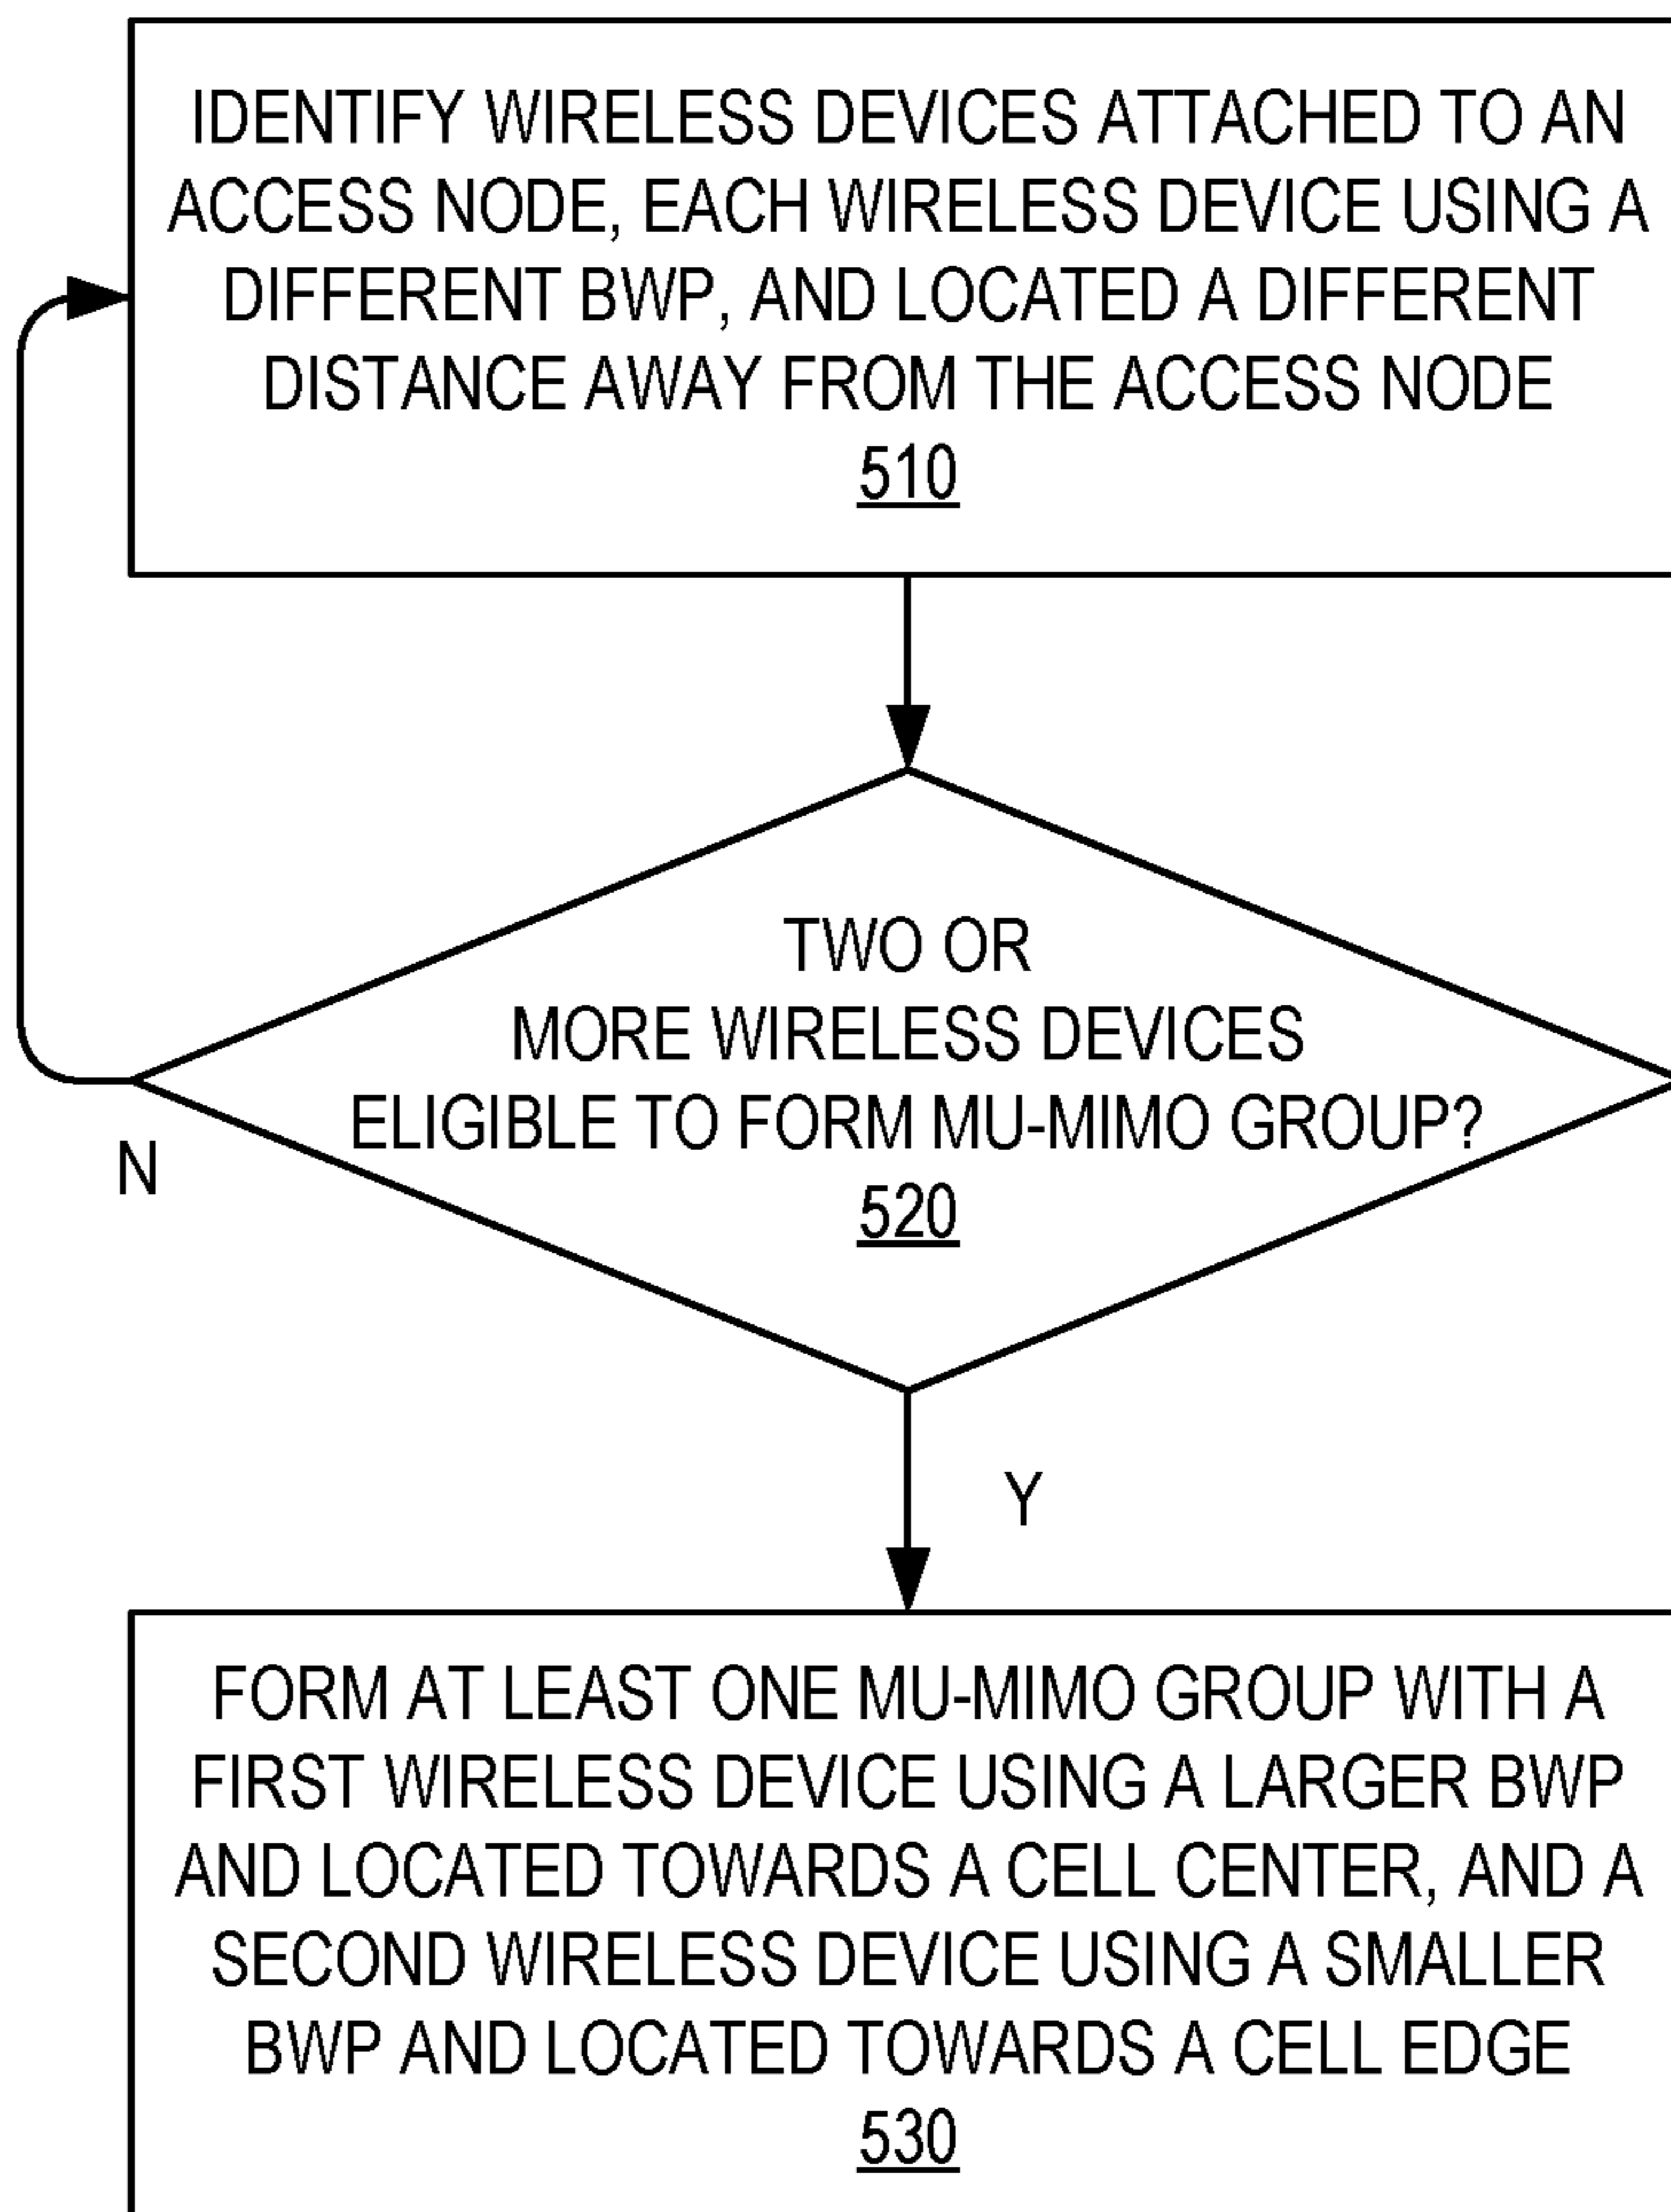 IDENTIFY WIRELESS DEVICES ATTACHED TO AN
ACCESS NODE, EACH WIRELESS DEVICE USING A
DIFFERENT BWP, AND LOCATED A DIFFERENT
DISTANCE AWAY FROM THE ACCESS NODE
510
TWO OR
MORE WIRELESS DEVICES
ELIGIBLE TO FORM MU-MIMO GROUP?
520
N
Y
FORM AT LEAST ONE MU-MIMO GROUP WITH A
FIRST WIRELESS DEVICE USING A LARGER BWP
AND LOCATED TOWARDS A CELL CENTER, AND A
SECOND WIRELESS DEVICE USING A SMALLER
BWP AND LOCATED TOWARDS A CELL EDGE
530